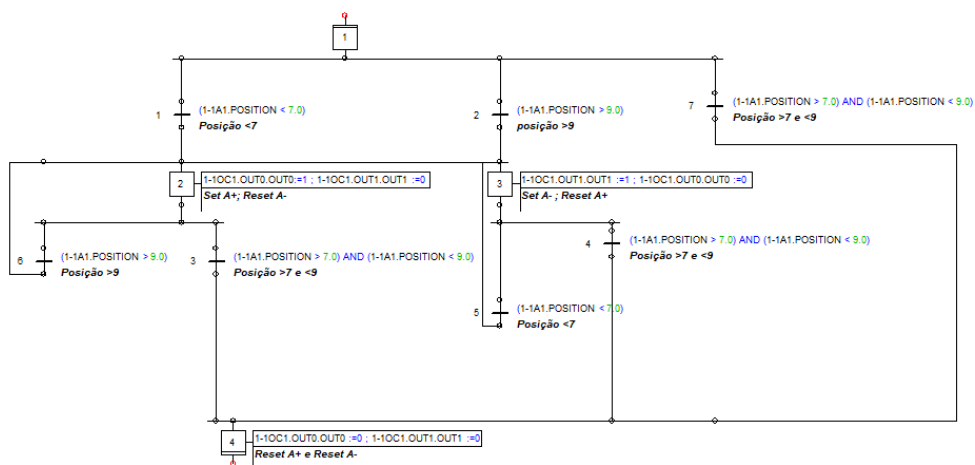 1
1
(1-1A1.POSITION < 7.0)
Posição <7
2
(1-1A1.POSITION > 9.0)
posição >9
7
(1-1A1.POSITION > 7.0) AND (1-1A1.POSITION < 9.0)
Posição >7 e <9
2
1-1OC1.OUT0.OUT0:=1 ; 1-1OC1.OUT1.OUT1 :=0
Set A+; Reset A-
3
1-1OC1.OUT1.OUT1 :=1 ; 1-1OC1.OUT0.OUT0:=0
Set A- ; Reset A+
6
(1-1A1.POSITION > 9.0)
Posição >9
3
(1-1A1.POSITION > 7.0) AND (1-1A1.POSITION < 9.0)
Posição >7 e <9
4
(1-1A1.POSITION > 7.0) AND (1-1A1.POSITION < 9.0)
Posição >7 e <9
5
(1-1A1.POSITION < 7.0)
Posição <7
4
1-1OC1.OUT0.OUT0 :=0 ; 1-1OC1.OUT1.OUT1 :=0
Reset A+ e Reset A-